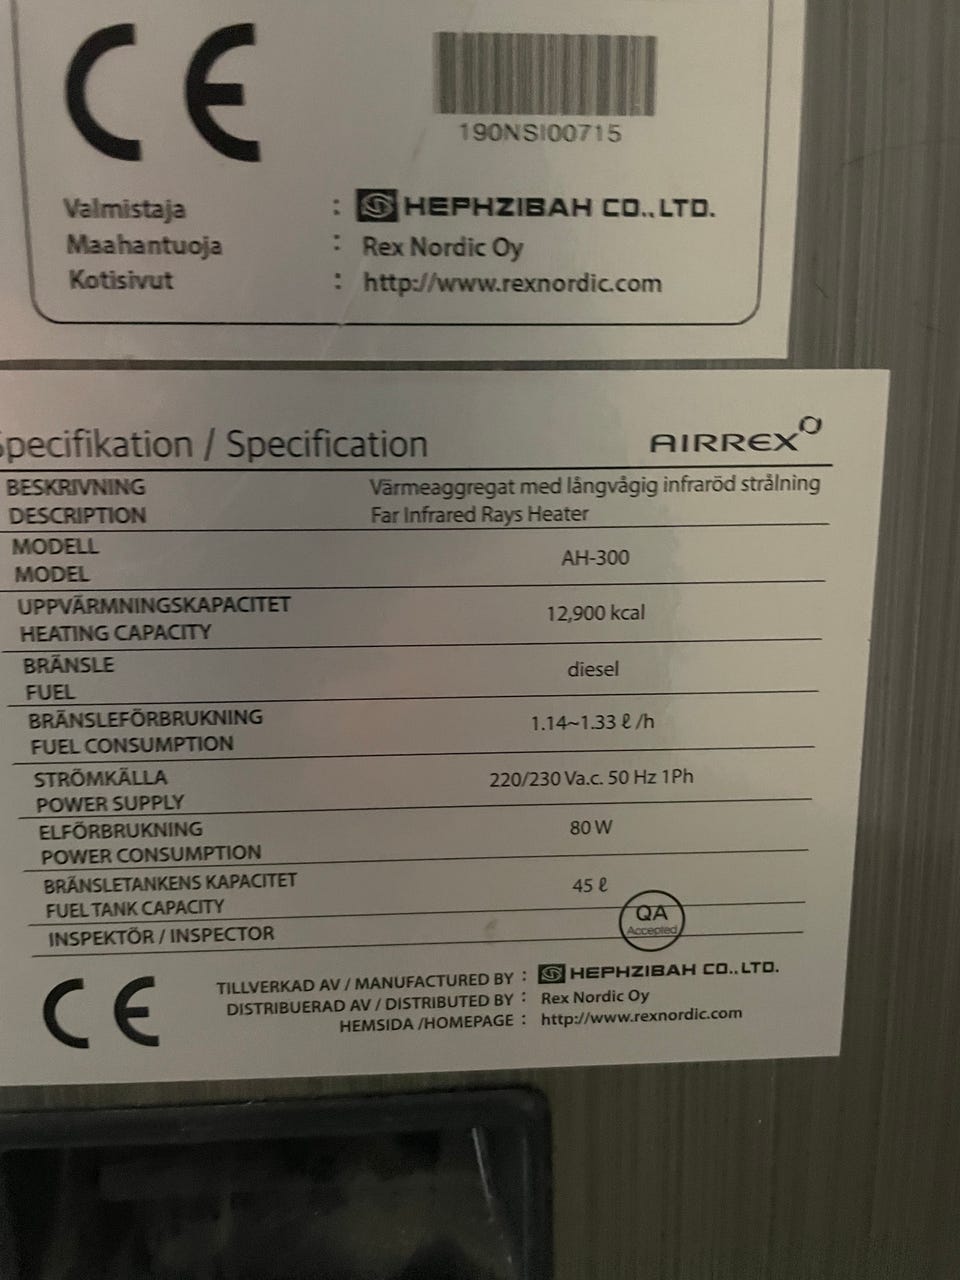 CE
190NSI00715
Valmistaja : HEPHZIBAH CO.,LTD.
Maahantuoja : Rex Nordic Oy
Kotisivut : http://www.rexnordic.com
Specifikation / Specification AIRREX
BESKRIVNING Värmeaggregat med långvågig infraröd strålning
DESCRIPTION Far Infrared Rays Heater
MODELL
MODEL AH-300
UPPVÄRMNINGSKAPACITET
HEATING CAPACITY 12,900 kcal
BRÄNSLE
FUEL diesel
BRÄNSLEFÖRBRUKNING
FUEL CONSUMPTION 1.14~1.33 ℓ /h
STRÖMKÄLLA
POWER SUPPLY 220/230 Va.c. 50 Hz 1Ph
ELFÖRBRUKNING
POWER CONSUMPTION 80 W
BRÄNSLETANKENS KAPACITET
FUEL TANK CAPACITY 45 ℓ
INSPEKTÖR / INSPECTOR QA
Accepted
CE
TILLVERKAD AV / MANUFACTURED BY : HEPHZIBAH CO.,LTD.
DISTRIBUERAD AV / DISTRIBUTED BY : Rex Nordic Oy
HEMSIDA /HOMEPAGE : http://www.rexnordic.com